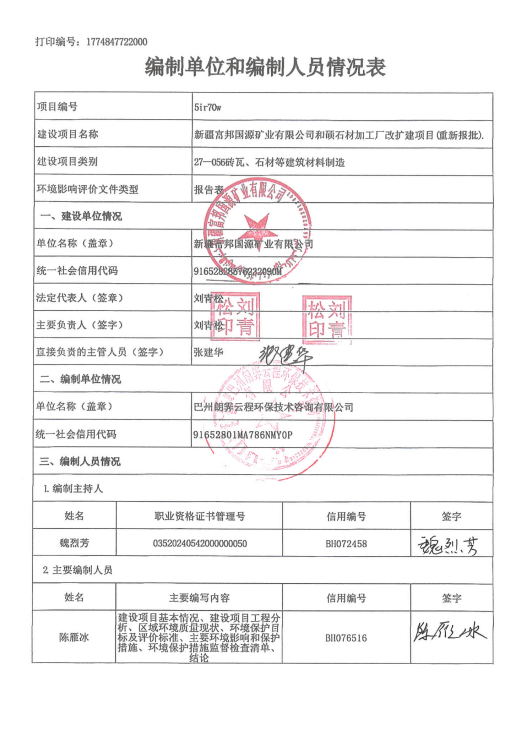 打印编号：1774847722000
编制单位和编制人员情况表
项目编号 5ir70w
建设项目名称 新疆富邦国源矿业有限公司和硕石材加工厂改扩建项目(重新报批).
建设项目类别 27—056砖瓦、石材等建筑材料制造
环境影响评价文件类型 报告表
一、建设单位情况
单位名称（盖章） 新疆富邦国源矿业有限公司
统一社会信用代码
法定代表人（签章） 刘青松
主要负责人（签字） 刘青松
刘青松印
刘青松印
直接负责的主管人员（签字） 张建华 张建华
二、编制单位情况
单位名称（盖章） 巴州朗霁云程环保技术咨询有限公司
统一社会信用代码 91652801MA786NMY0P
三、编制人员情况
1.编制主持人
姓名 职业资格证书管理号 信用编号 签字
魏烈芳 03520240542000000050 BH072458 魏烈芳
2.主要编制人员
姓名 主要编写内容 信用编号 签字
陈雁冰 BH076516 陈雁冰
建设项目基本情况、建设项目工程分
析、区域环境质量现状、环境保护目
标及评价标准、主要环境影响和保护
措施、环境保护措施监督检查清单、
结论